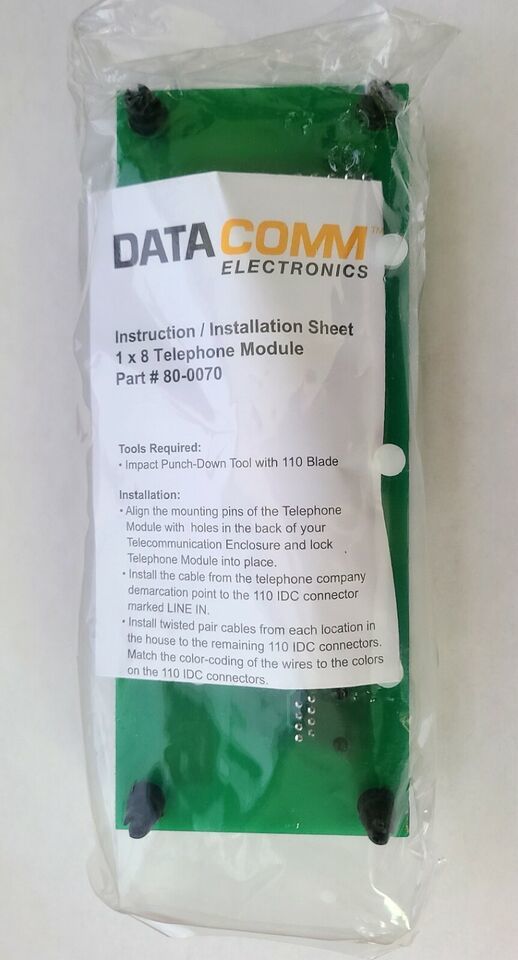 DATA COMM™
ELECTRONICS
Instruction / Installation Sheet
1 x 8 Telephone Module
Part # 80-0070
Tools Required:
• Impact Punch-Down Tool with 110 Blade
Installation:
• Align the mounting pins of the Telephone
Module with holes in the back of your
Telecommunication Enclosure and lock
Telephone Module into place.
• Install the cable from the telephone company
demarcation point to the 110 IDC connector
marked LINE IN.
• Install twisted pair cables from each location in
the house to the remaining 110 IDC connectors.
Match the color-coding of the wires to the colors
on the 110 IDC connectors.